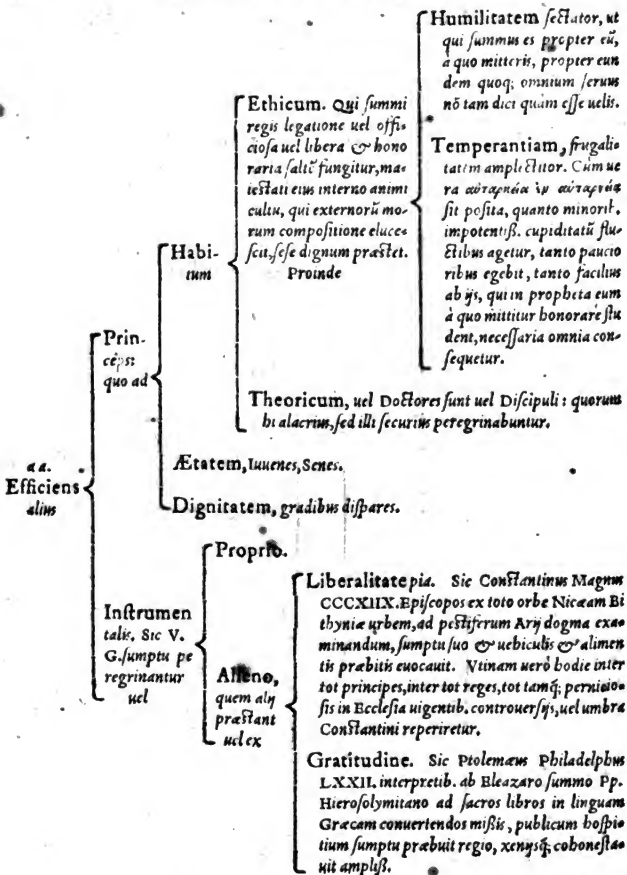 Humilitatem ſectator, ut
qui ſummus es propter eũ,
à quo mitteris, propter eun
dem quoq; omnium ſeruus
nõ tam dici quàm eſſe uelis.
Ethicum. Qui ſummi
regis legatione uel offi-
cioſa uel libera & hono
raria ſaltẽ fungitur, ma-
ieſtati eius interno animi
cultu, qui externorũ mo-
rum compoſitione eluce-
ſcit, ſeſe dignum præſtet.
Proinde
Temperantiam, frugali-
tatem amplectitor. Cùm ue
ra
ſit poſita, quanto minorib.
impotentiß. cupiditatũ flu-
ctibus agetur, tanto paucio
ribus egebit, tanto facilius
ab ijs, qui in propheta eum
à quo mittitur honorare ſtu
dent, neceſſaria omnia con-
ſequetur.
Habi-
tum
Prin-
ceps:
quo ad
Theoricum, uel Doctores ſunt uel Diſcipuli: quorum
hi alacrius, ſed illi ſecuriùs peregrinabuntur.
Ætatem, Iuuenes, Senes.
Dignitatem, gradibus diſpares.
aa.
Efficiens
alius
Inſtrumen
talis. Sic V.
G. ſumptu pe
regrinantur
uel
Proprio.
Alieno,
quem alij
præſtant
uel ex
Liberalitate pia. Sic Conſtantinus Magnus
CCCXIIX. Epiſcopos ex toto orbe Nicæam Bi
thyniæ urbem, ad peſtiferum Arij dogma exa-
minandum, ſumptu ſuo & uehiculis & alimen
tis præbitis euocauit. Vtinam uerò hodie inter
tot principes, inter tot reges, tot tamq́; pernicio-
ſis in Eccleſia uigentib. controuerſijs, uel umbra
Conſtantini reperiretur.
Gratitudine. Sic Ptolemæus Philadelphus
LXXII. interpretib. ab Eleazaro ſummo Pp.
Hieroſolymitano ad ſacros libros in linguam
Græcam conuertendos mißis, publicum hoſpi-
tium ſumptu præbuit regio, xenijsq́; cohoneſta-
uit ampliß.